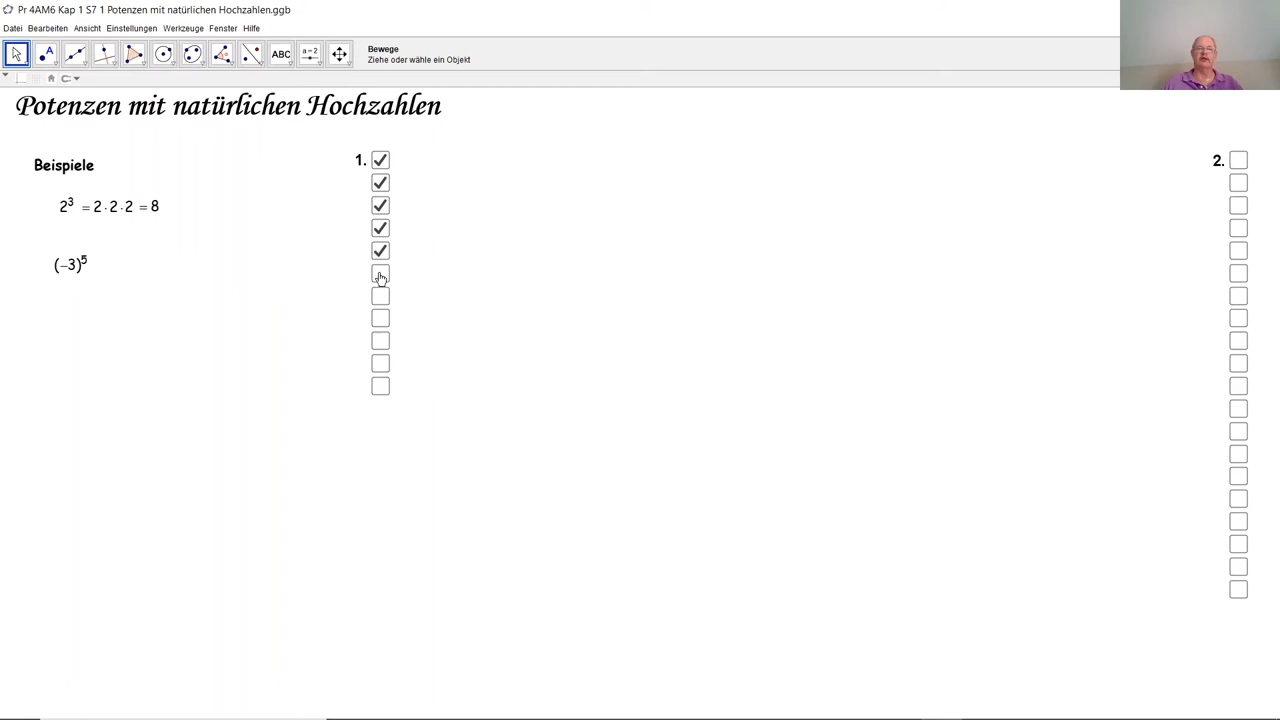 Pr 4AM6 Kap 1 S7 1 Potenzen mit natürlichen Hochzahlen.ggb
Datei Bearbeiten Ansicht Einstellungen Werkzeuge Fenster Hilfe
A ABC a=2 Bewege
Ziehe oder wähle ein Objekt
Potenzen mit natürlichen Hochzahlen
Beispiele
1.
2.
2³ = 2·2·2 = 8
(−3)⁵